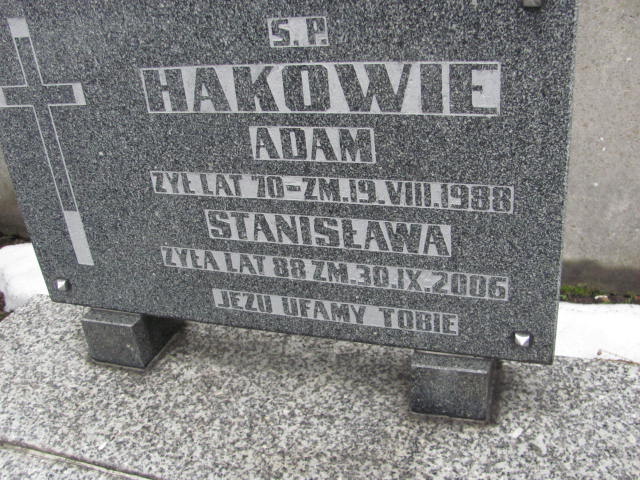 Ś.P.
HAKOWIE
ADAM
ŻYŁ LAT 70-ZM.19.VIII.1988
STANISŁAWA
ŻYŁA LAT 88 ZM.30.IX.2006
JEZU UFAMY TOBIE